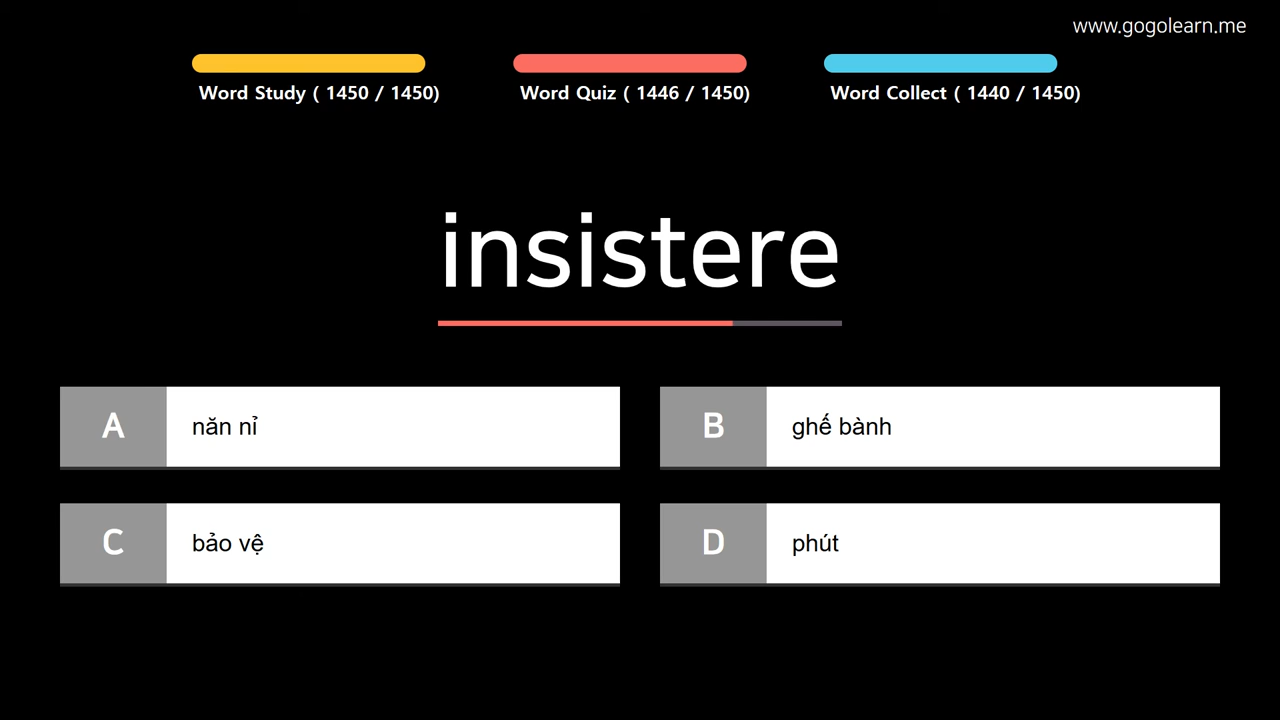 www.gogolearn.me
Word Study ( 1450 / 1450)
Word Quiz ( 1446 / 1450)
Word Collect ( 1440 / 1450)
insistere
A năn nỉ
B ghế bành
C bảo vệ
D phút